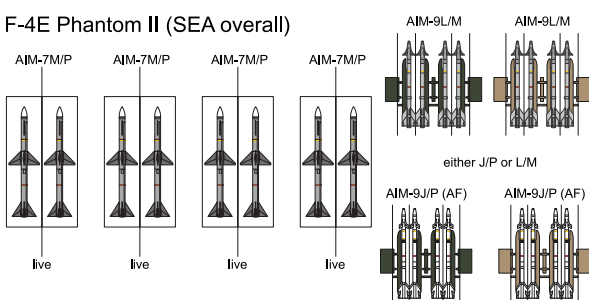 F-4E Phantom II (SEA overall)
AIM-7M/P
AIM-7M/P
AIM-7M/P
AIM-7M/P
live
live
live
live
AIM-9L/M
AIM-9L/M
either J/P or L/M
AIM-9J/P (AF)
AIM-9J/P (AF)